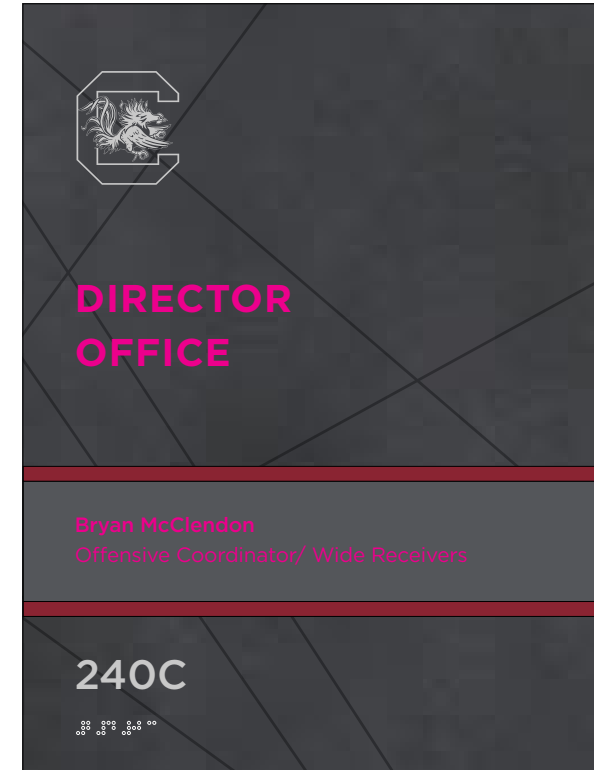 DIRECTOR
OFFICE
Bryan McClendon
Offensive Coordinator/ Wide Receivers
240C